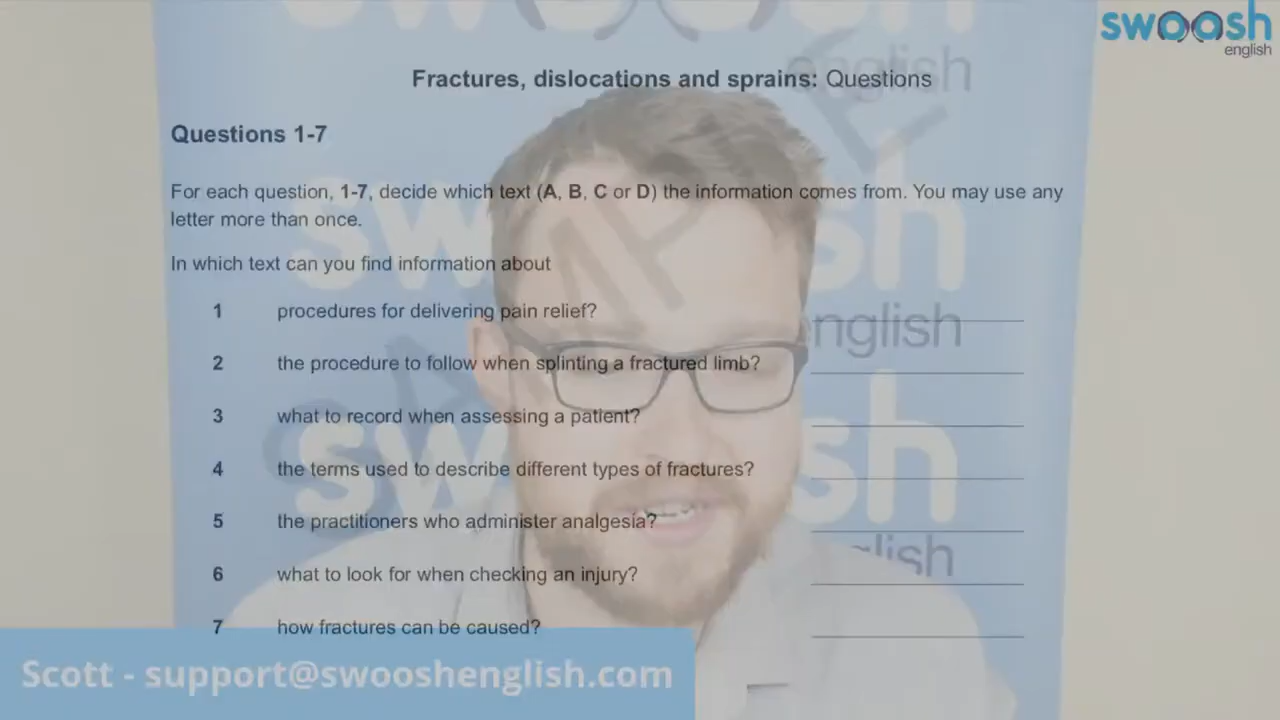 swoosh
english
Fractures, dislocations and sprains: Questions
english
Questions 1-7
For each question, 1-7, decide which text (A, B, C or D) the information comes from. You may use any
letter more than once.
In which text can you find information about
1 procedures for delivering pain relief?
english
2 the procedure to follow when splinting a fractured limb?
3 what to record when assessing a patient?
4 the terms used to describe different types of fractures?
5 the practitioners who administer analgesia?
6 what to look for when checking an injury?
7 how fractures can be caused?
Scott - support@swooshenglish.com
SAMPLE